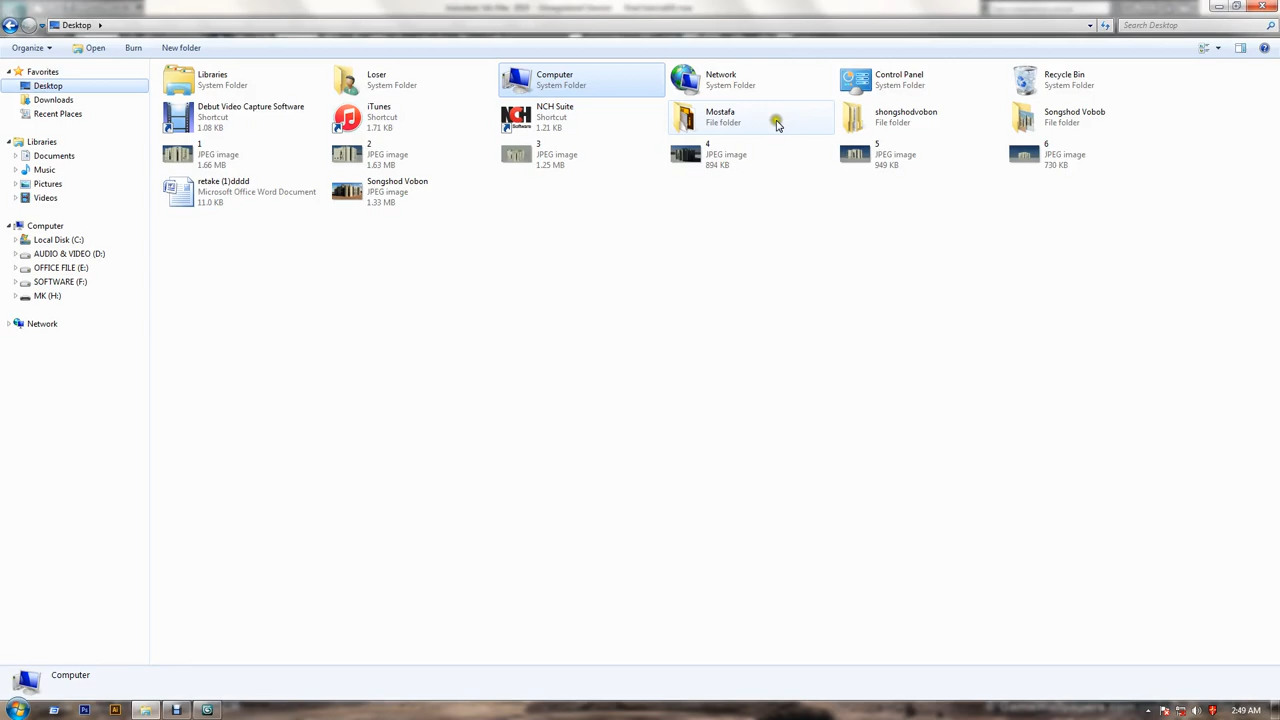 Desktop
Search Desktop
Organize
Open
Burn
New folder
Favorites
Desktop
Downloads
Recent Places
Libraries
Documents
Music
Pictures
Videos
Computer
Local Disk (C:)
AUDIO & VIDEO (D:)
OFFICE FILE (E:)
SOFTWARE (F:)
MK (H:)
Network
Libraries
System Folder
Loser
System Folder
Computer
System Folder
Network
System Folder
Control Panel
System Folder
Recycle Bin
System Folder
Debut Video Capture Software
Shortcut
1.08 KB
iTunes
Shortcut
1.71 KB
NCH Suite
Shortcut
1.21 KB
Mostafa
File folder
shongshodvobon
File folder
Songshod Vobob
File folder
1
JPEG image
1.66 MB
2
JPEG image
1.63 MB
3
JPEG image
1.25 MB
4
JPEG image
894 KB
5
JPEG image
949 KB
6
JPEG image
730 KB
retake (1)dddd
Microsoft Office Word Document
11.0 KB
Songshod Vobon
JPEG image
1.33 MB
Computer
2:49 AM